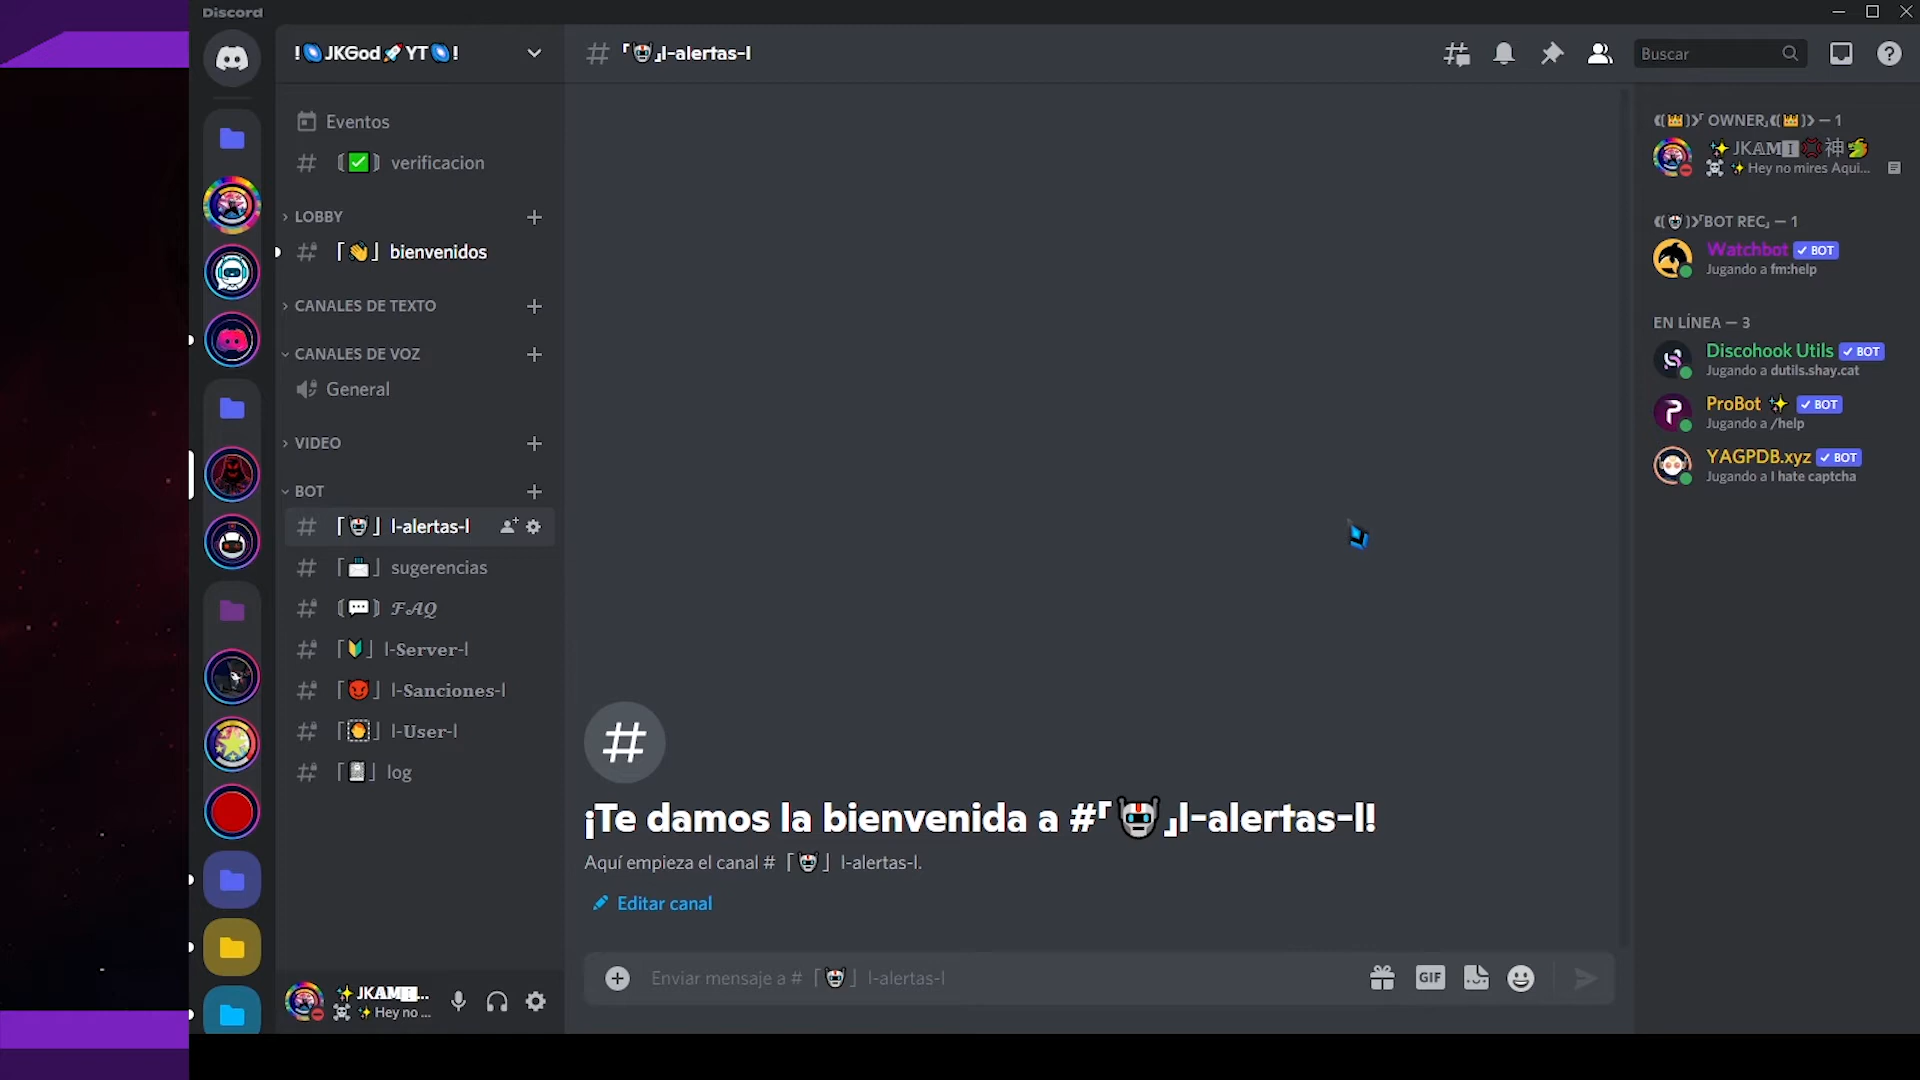 Discord
!🌀JKGod🚀YT🌀!
# 「🤖」l-alertas-l
Buscar
Eventos
⦗✅⦘ verificacion
LOBBY
「👋」 bienvenidos
CANALES DE TEXTO
CANALES DE VOZ
General
VIDEO
BOT
「🤖」 l-alertas-l
「📩」 sugerencias
⦗💬⦘ 𝓕𝓐𝓠
「🔰」 l-𝐒𝐞𝐫𝐯𝐞𝐫-l
「😈」 l-𝐒𝐚𝐧𝐜𝐢𝐨𝐧𝐞𝐬-l
l-𝐔𝐬𝐞𝐫-l
log
✨JK𝔸𝐌...
☠️ ✨Hey no ...
¡Te damos la bienvenida a #「🤖」l-alertas-l!
Aquí empieza el canal # 「🤖」 l-alertas-l.
Editar canal
Enviar mensaje a # 「🤖」 l-alertas-l
GIF
⟪(👑)⟫「 OWNER」⟪(👑)⟫ — 1
✨JK𝔸𝐌🅸💢神🐲
☠️ ✨Hey no mires Aqui...
⟪(🤖)⟫「BOT REC」 — 1
Watchbot ✓ BOT
Jugando a fm:help
EN LÍNEA — 3
Discohook Utils ✓ BOT
Jugando a dutils.shay.cat
ProBot ✨ ✓ BOT
Jugando a /help
YAGPDB.xyz ✓ BOT
Jugando a I hate captcha